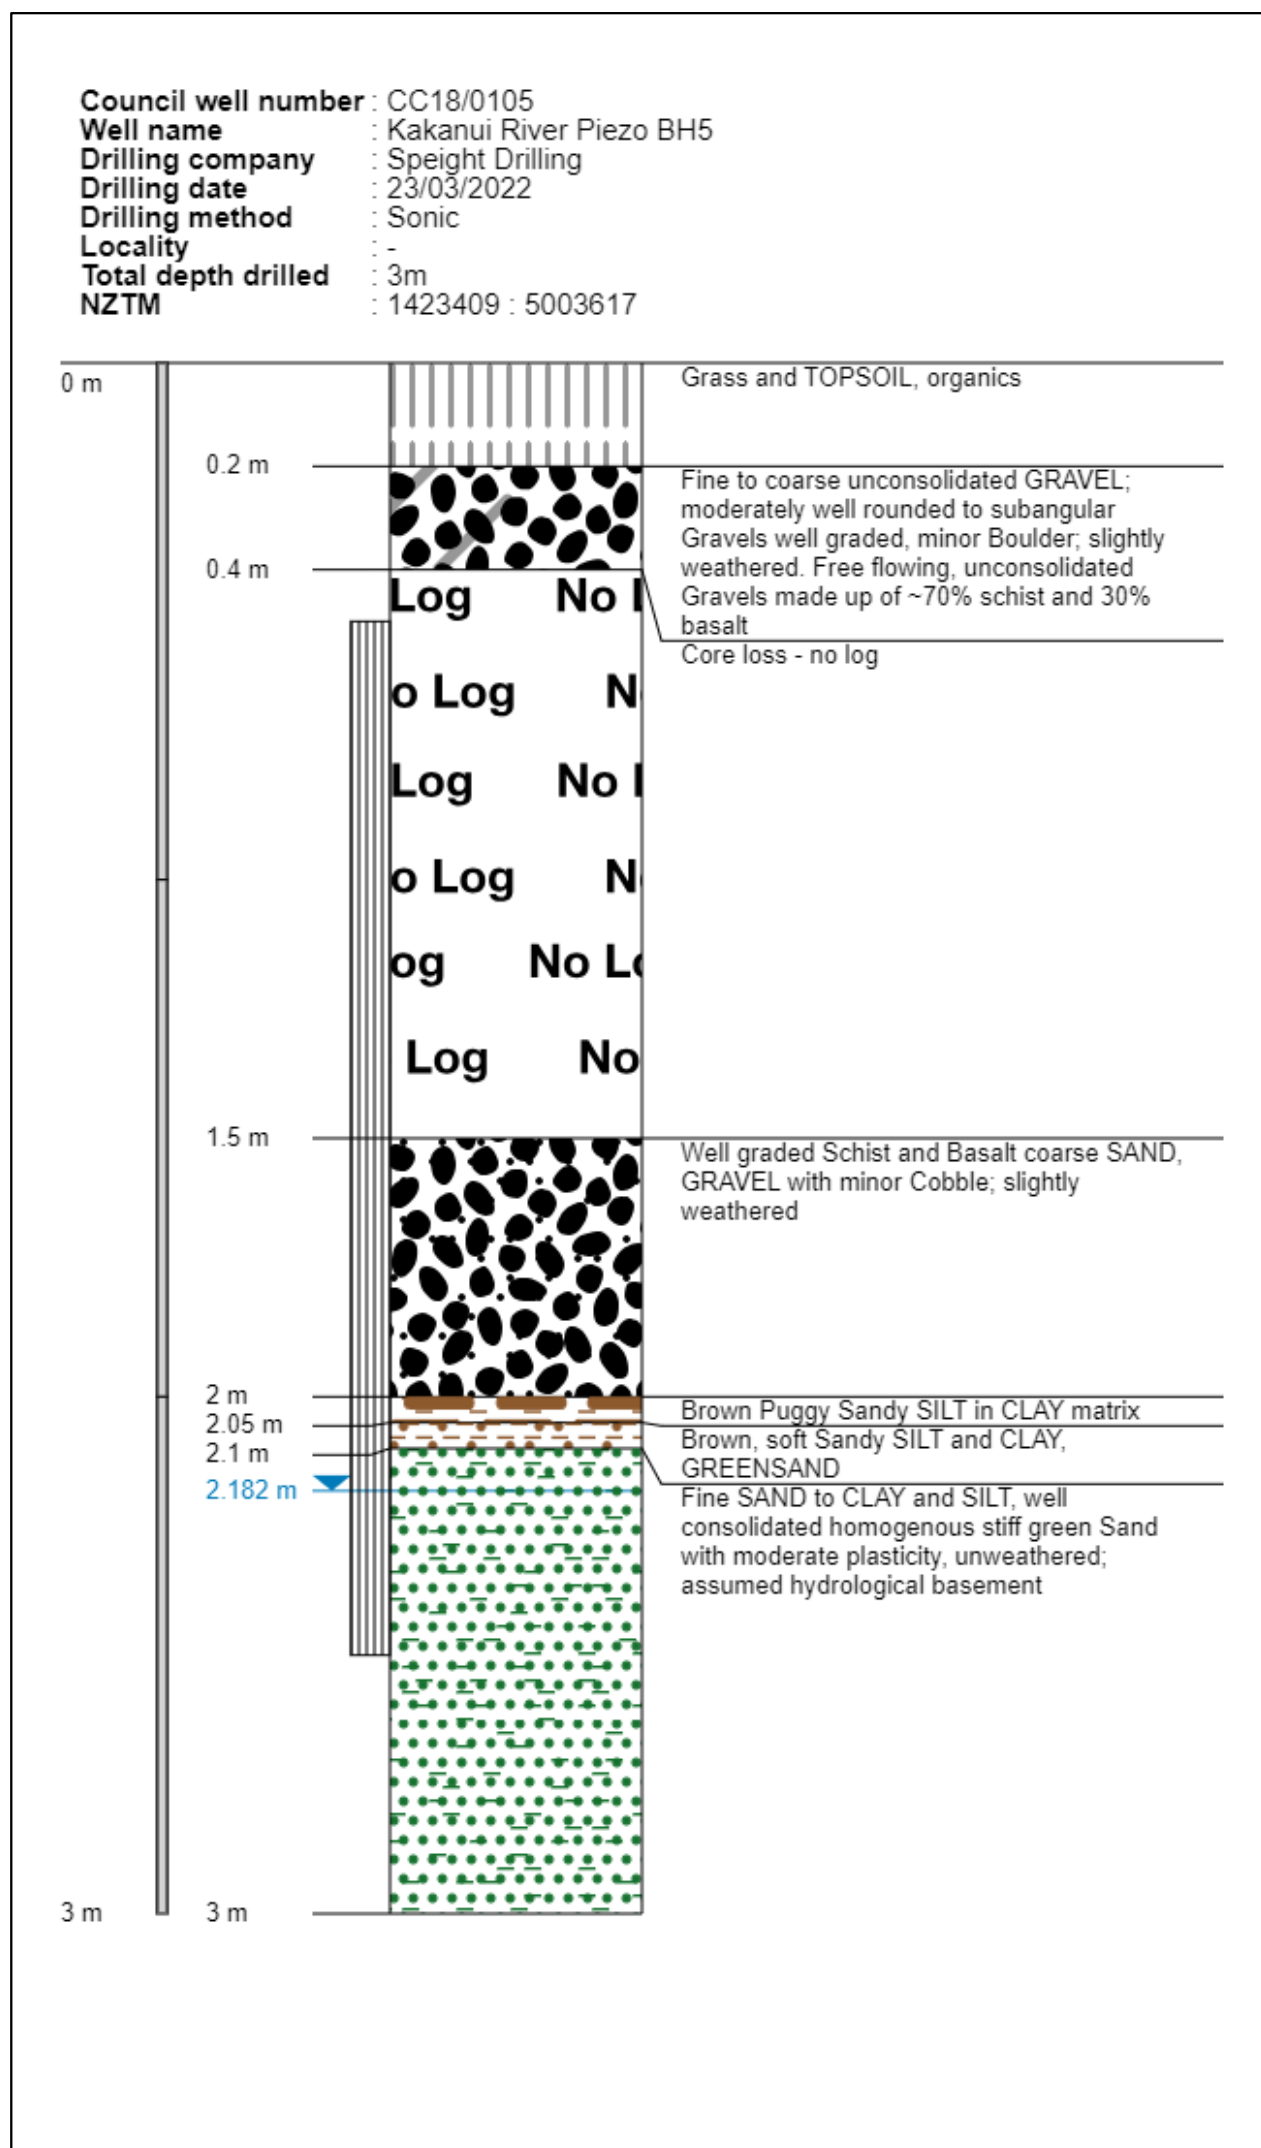 Council well number : CC18/0105
Well name : Kakanui River Piezo BH5
Drilling company : Speight Drilling
Drilling date : 23/03/2022
Drilling method : Sonic
Locality : -
Total depth drilled : 3m
NZTM : 1423409 : 5003617
0 m
Grass and TOPSOIL, organics
0.2 m
Fine to coarse unconsolidated GRAVEL;
moderately well rounded to subangular
Gravels well graded, minor Boulder; slightly
weathered. Free flowing, unconsolidated
Gravels made up of ~70% schist and 30%
basalt
0.4 m
Log No L
Core loss - no log
o Log N
Log No L
o Log No
og No Lo
Log No
1.5 m
Well graded Schist and Basalt coarse SAND,
GRAVEL with minor Cobble; slightly
weathered
2 m
Brown Puggy Sandy SILT in CLAY matrix
2.05 m
Brown, soft Sandy SILT and CLAY,
GREENSAND
2.1 m
2.182 m
Fine SAND to CLAY and SILT, well
consolidated homogenous stiff green Sand
with moderate plasticity, unweathered;
assumed hydrological basement
3 m
3 m